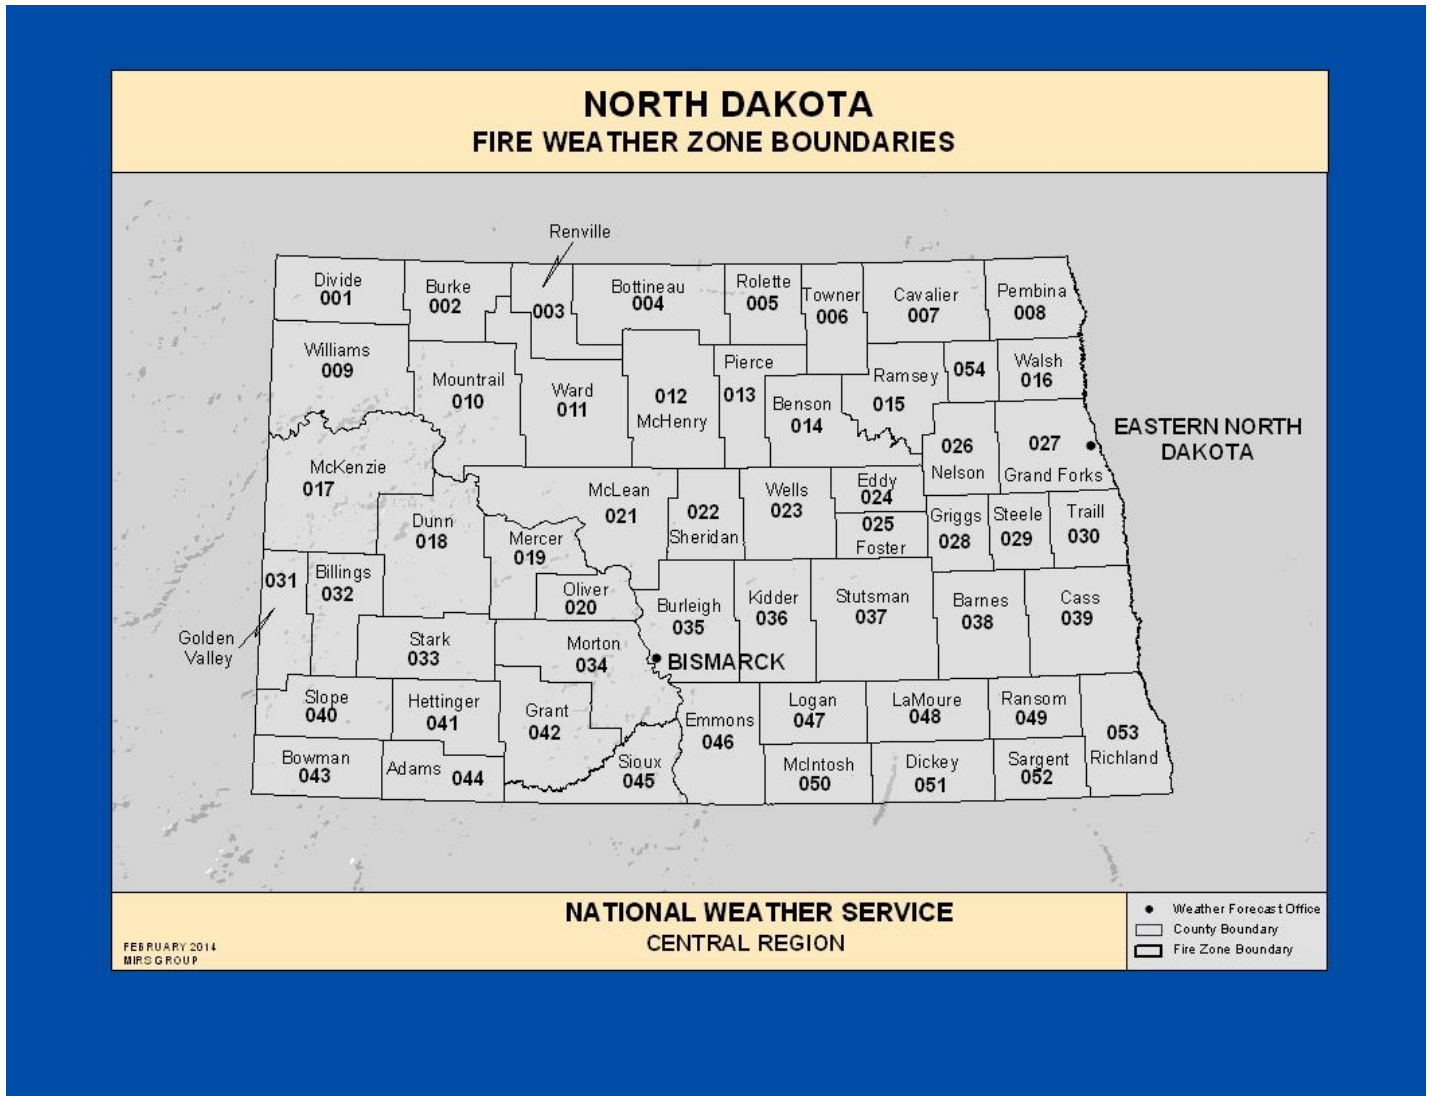 NORTH DAKOTA
FIRE WEATHER ZONE BOUNDARIES
Renville
Divide
001
Burke
002
003
Bottineau
004
Rolette
005
Towner
006
Cavalier
007
Pembina
008
Williams
009
Mountrail
010
Ward
011
012
McHenry
Pierce
013
Benson
014
Ramsey
015
054
Walsh
016
McKenzie
017
026
Nelson
027
Grand Forks
EASTERN NORTH
DAKOTA
Dunn
018
Mercer
019
Oliver
020
McLean
021
022
Sheridan
Wells
023
Eddy
024
025
Foster
Griggs
028
Steele
029
Traill
030
031
Golden
Valley
Billings
032
Stark
033
Morton
034
Burleigh
035
BISMARCK
Kidder
036
Stutsman
037
Barnes
038
Cass
039
Slope
040
Hettinger
041
Grant
042
Emmons
046
Logan
047
LaMoure
048
Ransom
049
053
Richland
Bowman
043
Adams 044
Sioux
045
McIntosh
050
Dickey
051
Sargent
052
NATIONAL WEATHER SERVICE
CENTRAL REGION
FEBRUARY 2014
MIRS GROUP
Weather Forecast Office
County Boundary
Fire Zone Boundary